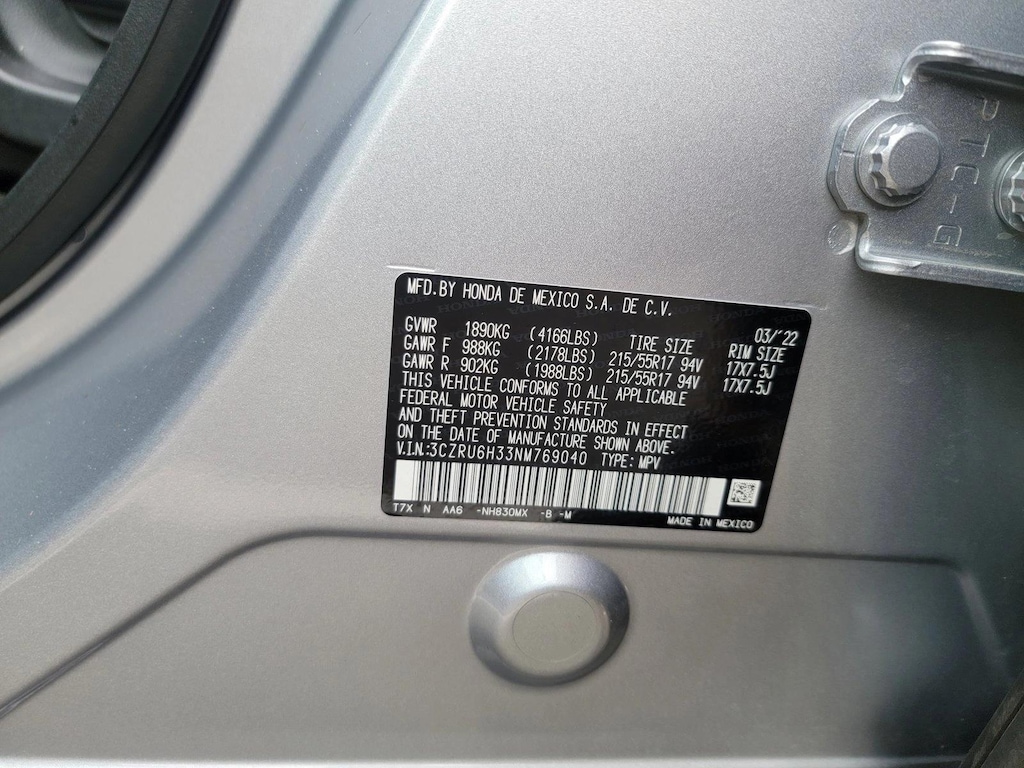 MFD.BY HONDA DE MEXICO S.A. DE C.V.
03/'22
GVWR 1890KG (4166LBS) TIRE SIZE RIM SIZE
GAWR F 988KG (2178LBS) 215/55R17 94V 17X7.5J
GAWR R 902KG (1988LBS) 215/55R17 94V 17X7.5J
THIS VEHICLE CONFORMS TO ALL APPLICABLE
FEDERAL MOTOR VEHICLE SAFETY
AND THEFT PREVENTION STANDARDS IN EFFECT
ON THE DATE OF MANUFACTURE SHOWN ABOVE.
V.I.N:3CZRU6H33NM769040 TYPE: MPV
T7X N AA6 -NH830MX -B -M
MADE IN MEXICO
PTC-G